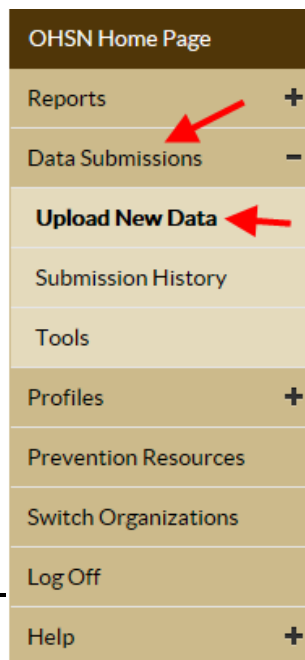 OHSN Home Page
Reports +
Data Submissions -
Upload New Data
Submission History
Tools
Profiles +
Prevention Resources
Switch Organizations
Log Off
Help +